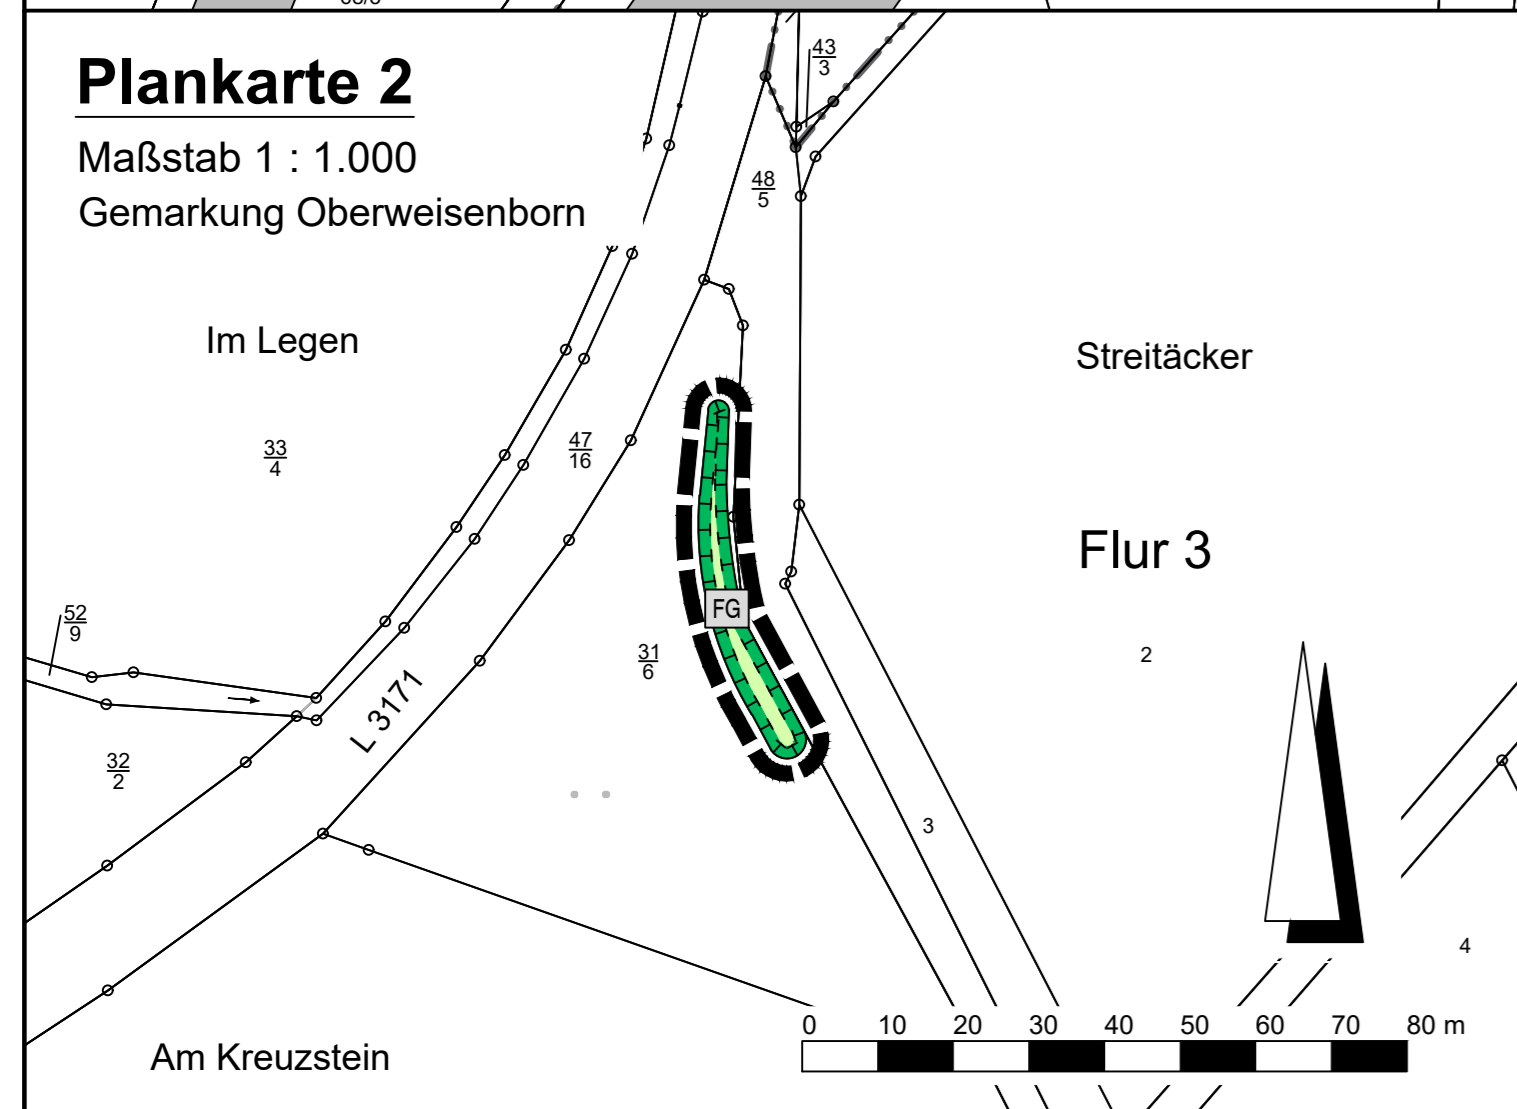 Plankarte 2
Maßstab 1 : 1.000
Gemarkung Oberweisenborn
43
3
48
5
Im Legen
Streitäcker
33
4
47
16
Flur 3
52
9
FG
31
6
2
L 3171
32
2
3
4
0 10 20 30 40 50 60 70 80 m
Am Kreuzstein